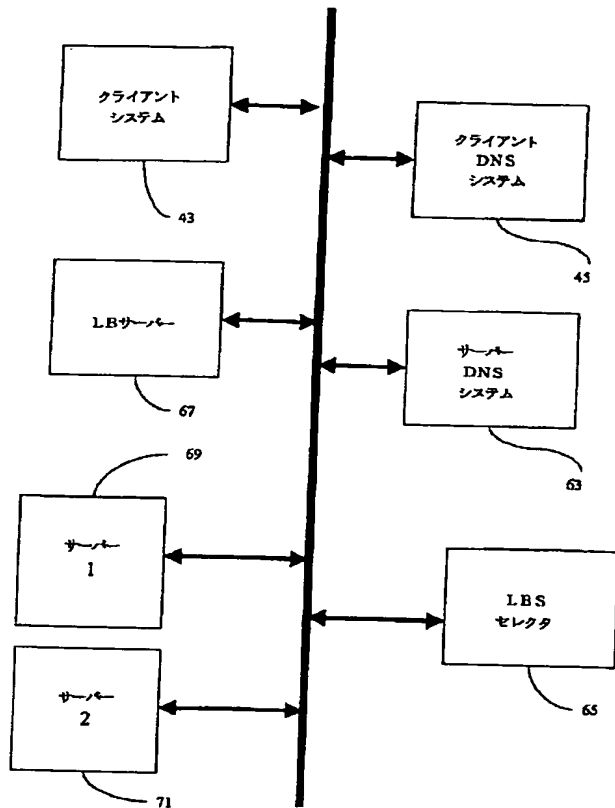 クライアント
システム
43
クライアント
DNS
システム
45
LBサーバー
67
サーバー
DNS
システム
63
69
サーバー
1
LBS
セレクタ
65
サーバー
2
71